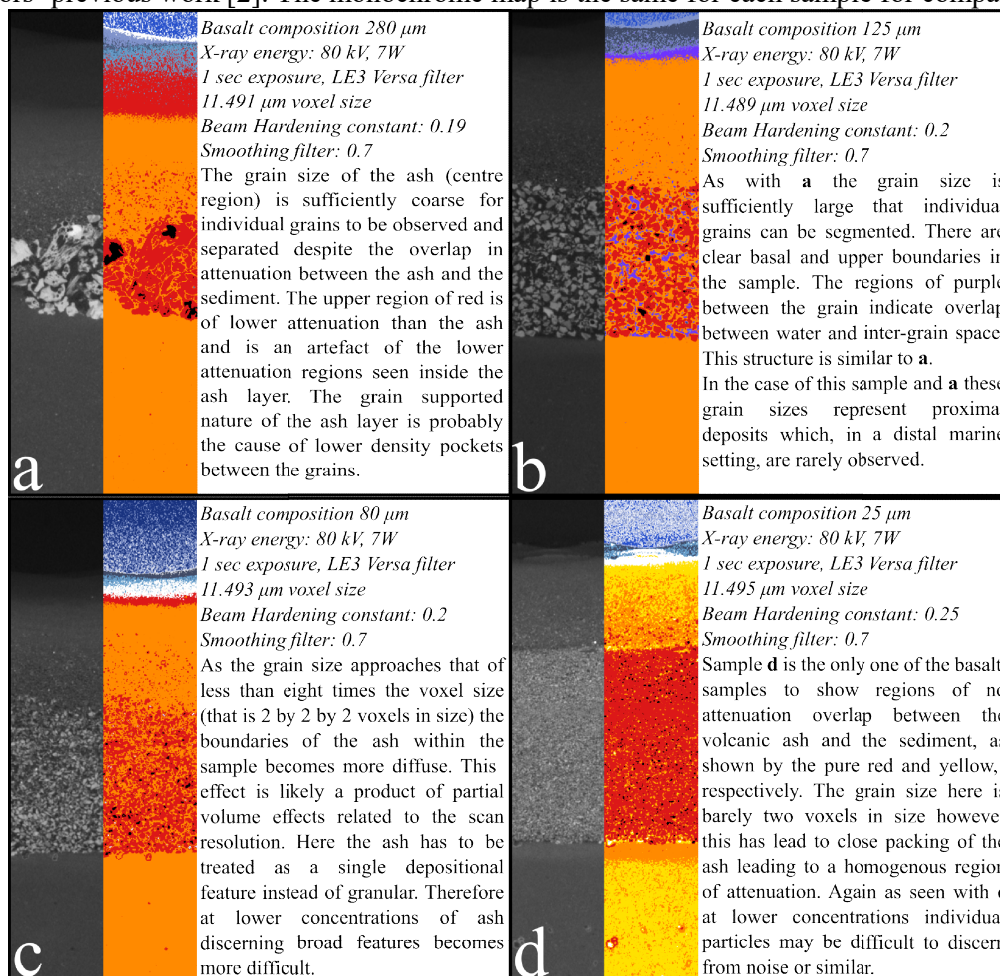 ors' previous work [2]. The monochrome map is the same for each sample for compa
Basalt composition 280 μm
X-ray energy: 80 kV, 7W
1 sec exposure, LE3 Versa filter
11.491 μm voxel size
Beam Hardening constant: 0.19
Smoothing filter: 0.7
The grain size of the ash (centre
region) is sufficiently coarse for
individual grains to be observed and
separated despite the overlap in
attenuation between the ash and the
sediment. The upper region of red is
of lower attenuation than the ash
and is an artefact of the lower
attenuation regions seen inside the
ash layer. The grain supported
nature of the ash layer is probably
the cause of lower density pockets
between the grains.
a
Basalt composition 125 μm
X-ray energy: 80 kV, 7W
1 sec exposure, LE3 Versa filter
11.489 μm voxel size
Beam Hardening constant: 0.2
Smoothing filter: 0.7
As with a the grain size is
sufficiently large that individua
grains can be segmented. There are
clear basal and upper boundaries in
the sample. The regions of purple
between the grain indicate overlap
between water and inter-grain space
This structure is similar to a.
In the case of this sample and a these
grain sizes represent proxima
deposits which, in a distal marine
setting, are rarely observed.
b
Basalt composition 80 μm
X-ray energy: 80 kV, 7W
1 sec exposure, LE3 Versa filter
11.493 μm voxel size
Beam Hardening constant: 0.2
Smoothing filter: 0.7
As the grain size approaches that of
less than eight times the voxel size
(that is 2 by 2 by 2 voxels in size) the
boundaries of the ash within the
sample becomes more diffuse. This
effect is likely a product of partial
volume effects related to the scan
resolution. Here the ash has to be
treated as a single depositional
feature instead of granular. Therefore
at lower concentrations of ash
discerning broad features becomes
more difficult.
c
Basalt composition 25 μm
X-ray energy: 80 kV, 7W
1 sec exposure, LE3 Versa filter
11.495 μm voxel size
Beam Hardening constant: 0.25
Smoothing filter: 0.7
Sample d is the only one of the basalt
samples to show regions of no
attenuation overlap between the
volcanic ash and the sediment, as
shown by the pure red and yellow,
respectively. The grain size here is
barely two voxels in size however
this has lead to close packing of the
ash leading to a homogenous region
of attenuation. Again as seen with c
at lower concentrations individua
particles may be difficult to discern
from noise or similar.
d